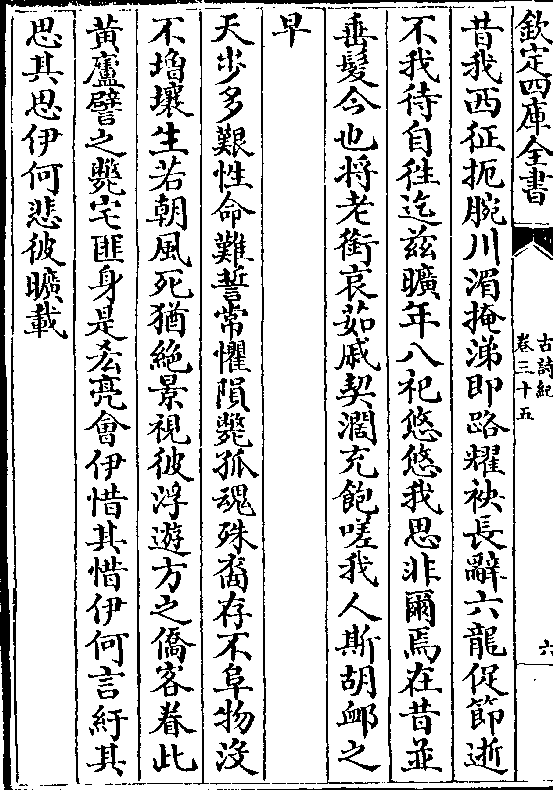 欽定四庫全書
古詩紀
卷三十五
六
昔我西征扼腕川湄掩涕即路耀袂長辭六龍促節逝
不我待自徃迄兹曠年八祀悠悠我思非爾焉在昔並
垂髮今也將老銜哀茹戚契濶充飽嗟我人斯胡䘏之
早
天步多艱性命難誓常懼隕斃孤魂殊裔存不阜物没
不增壤生若朝風死猶絶景視彼浮遊方之僑客眷此
黄廬譬之斃宅匪身是吝亮會伊惜其惜伊何言紆其
思其思伊何悲彼曠載